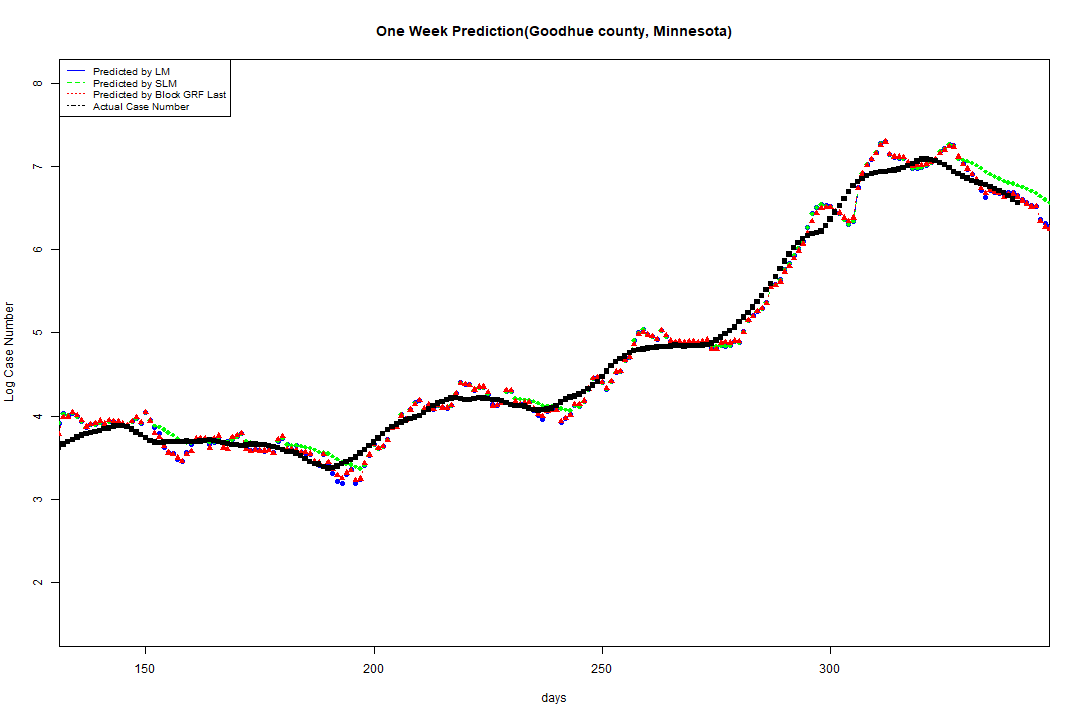 One Week Prediction(Goodhue county, Minnesota)
Predicted by LM
Predicted by SLM
Predicted by Block GRF Last
Actual Case Number
8
7
6
5
4
3
2
Log Case Number
150
200
250
300
days